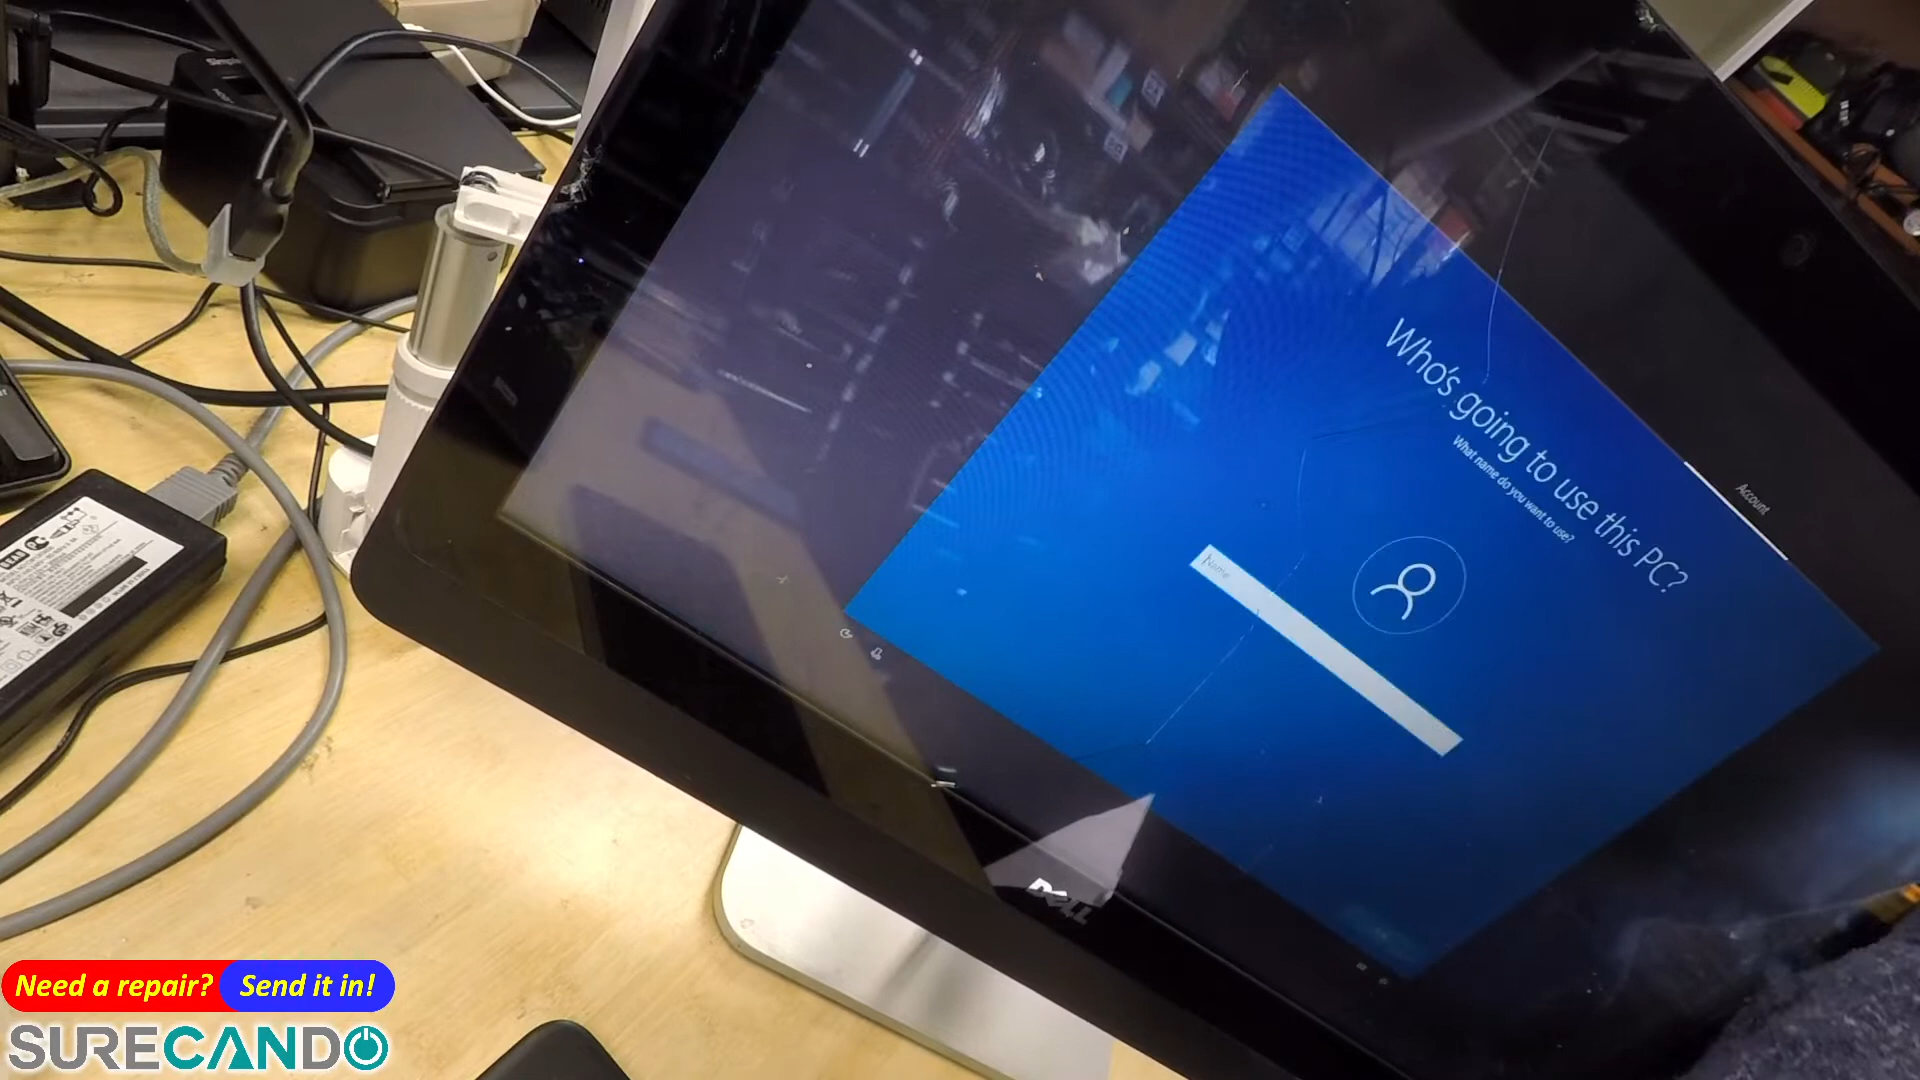 Account
Who's going to use this PC?
What name do you want to use?
Name
DELL
Need a repair? Send it in!
SURECANDO